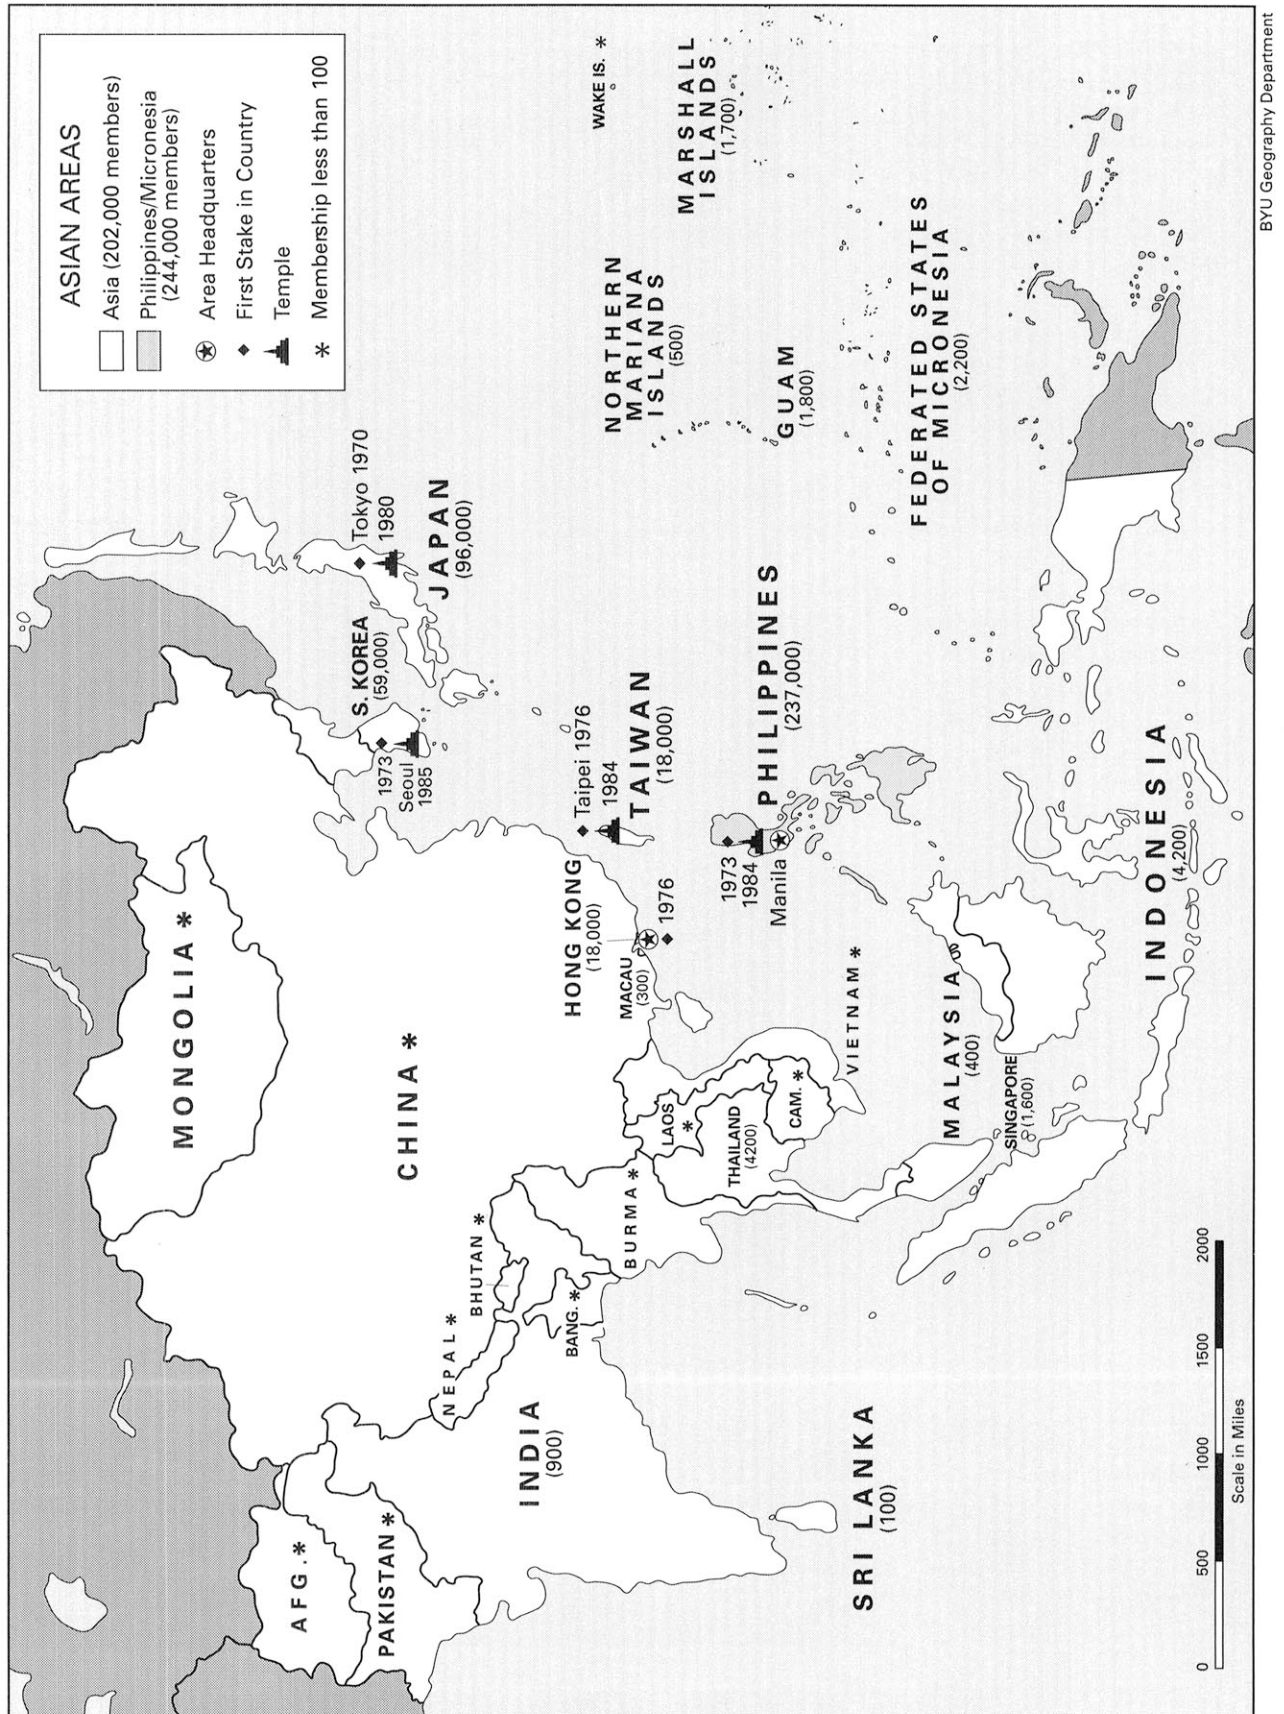 ASIAN AREAS
Asia (202,000 members)
Philippines/Micronesia
(244,000 members)
Area Headquarters
First Stake in Country
Temple
* Membership less than 100
MONGOLIA *
CHINA *
AFG. *
PAKISTAN *
NEPAL *
BHUTAN *
INDIA
(900)
BANG. *
BURMA *
SRI LANKA
(100)
S. KOREA
(59,000)
1973
Seoul
1985
Tokyo 1970
1980
JAPAN
(96,000)
HONG KONG
(18,000)
MACAU
(300)
1976
Taipei 1976
1984
TAIWAN
(18,000)
LAOS
*
THAILAND
(4200)
CAM. *
VIETNAM *
1973
1984
Manila
PHILIPPINES
(237,000)
MALAYSIA
(400)
SINGAPORE
(1,600)
INDONESIA
(4,200)
NORTHERN
MARIANA
ISLANDS
(500)
GUAM
(1,800)
WAKE IS. *
MARSHALL
ISLANDS
(1,700)
FEDERATED STATES
OF MICRONESIA
(2,200)
0 500 1000 1500 2000
Scale in Miles
BYU Geography Department